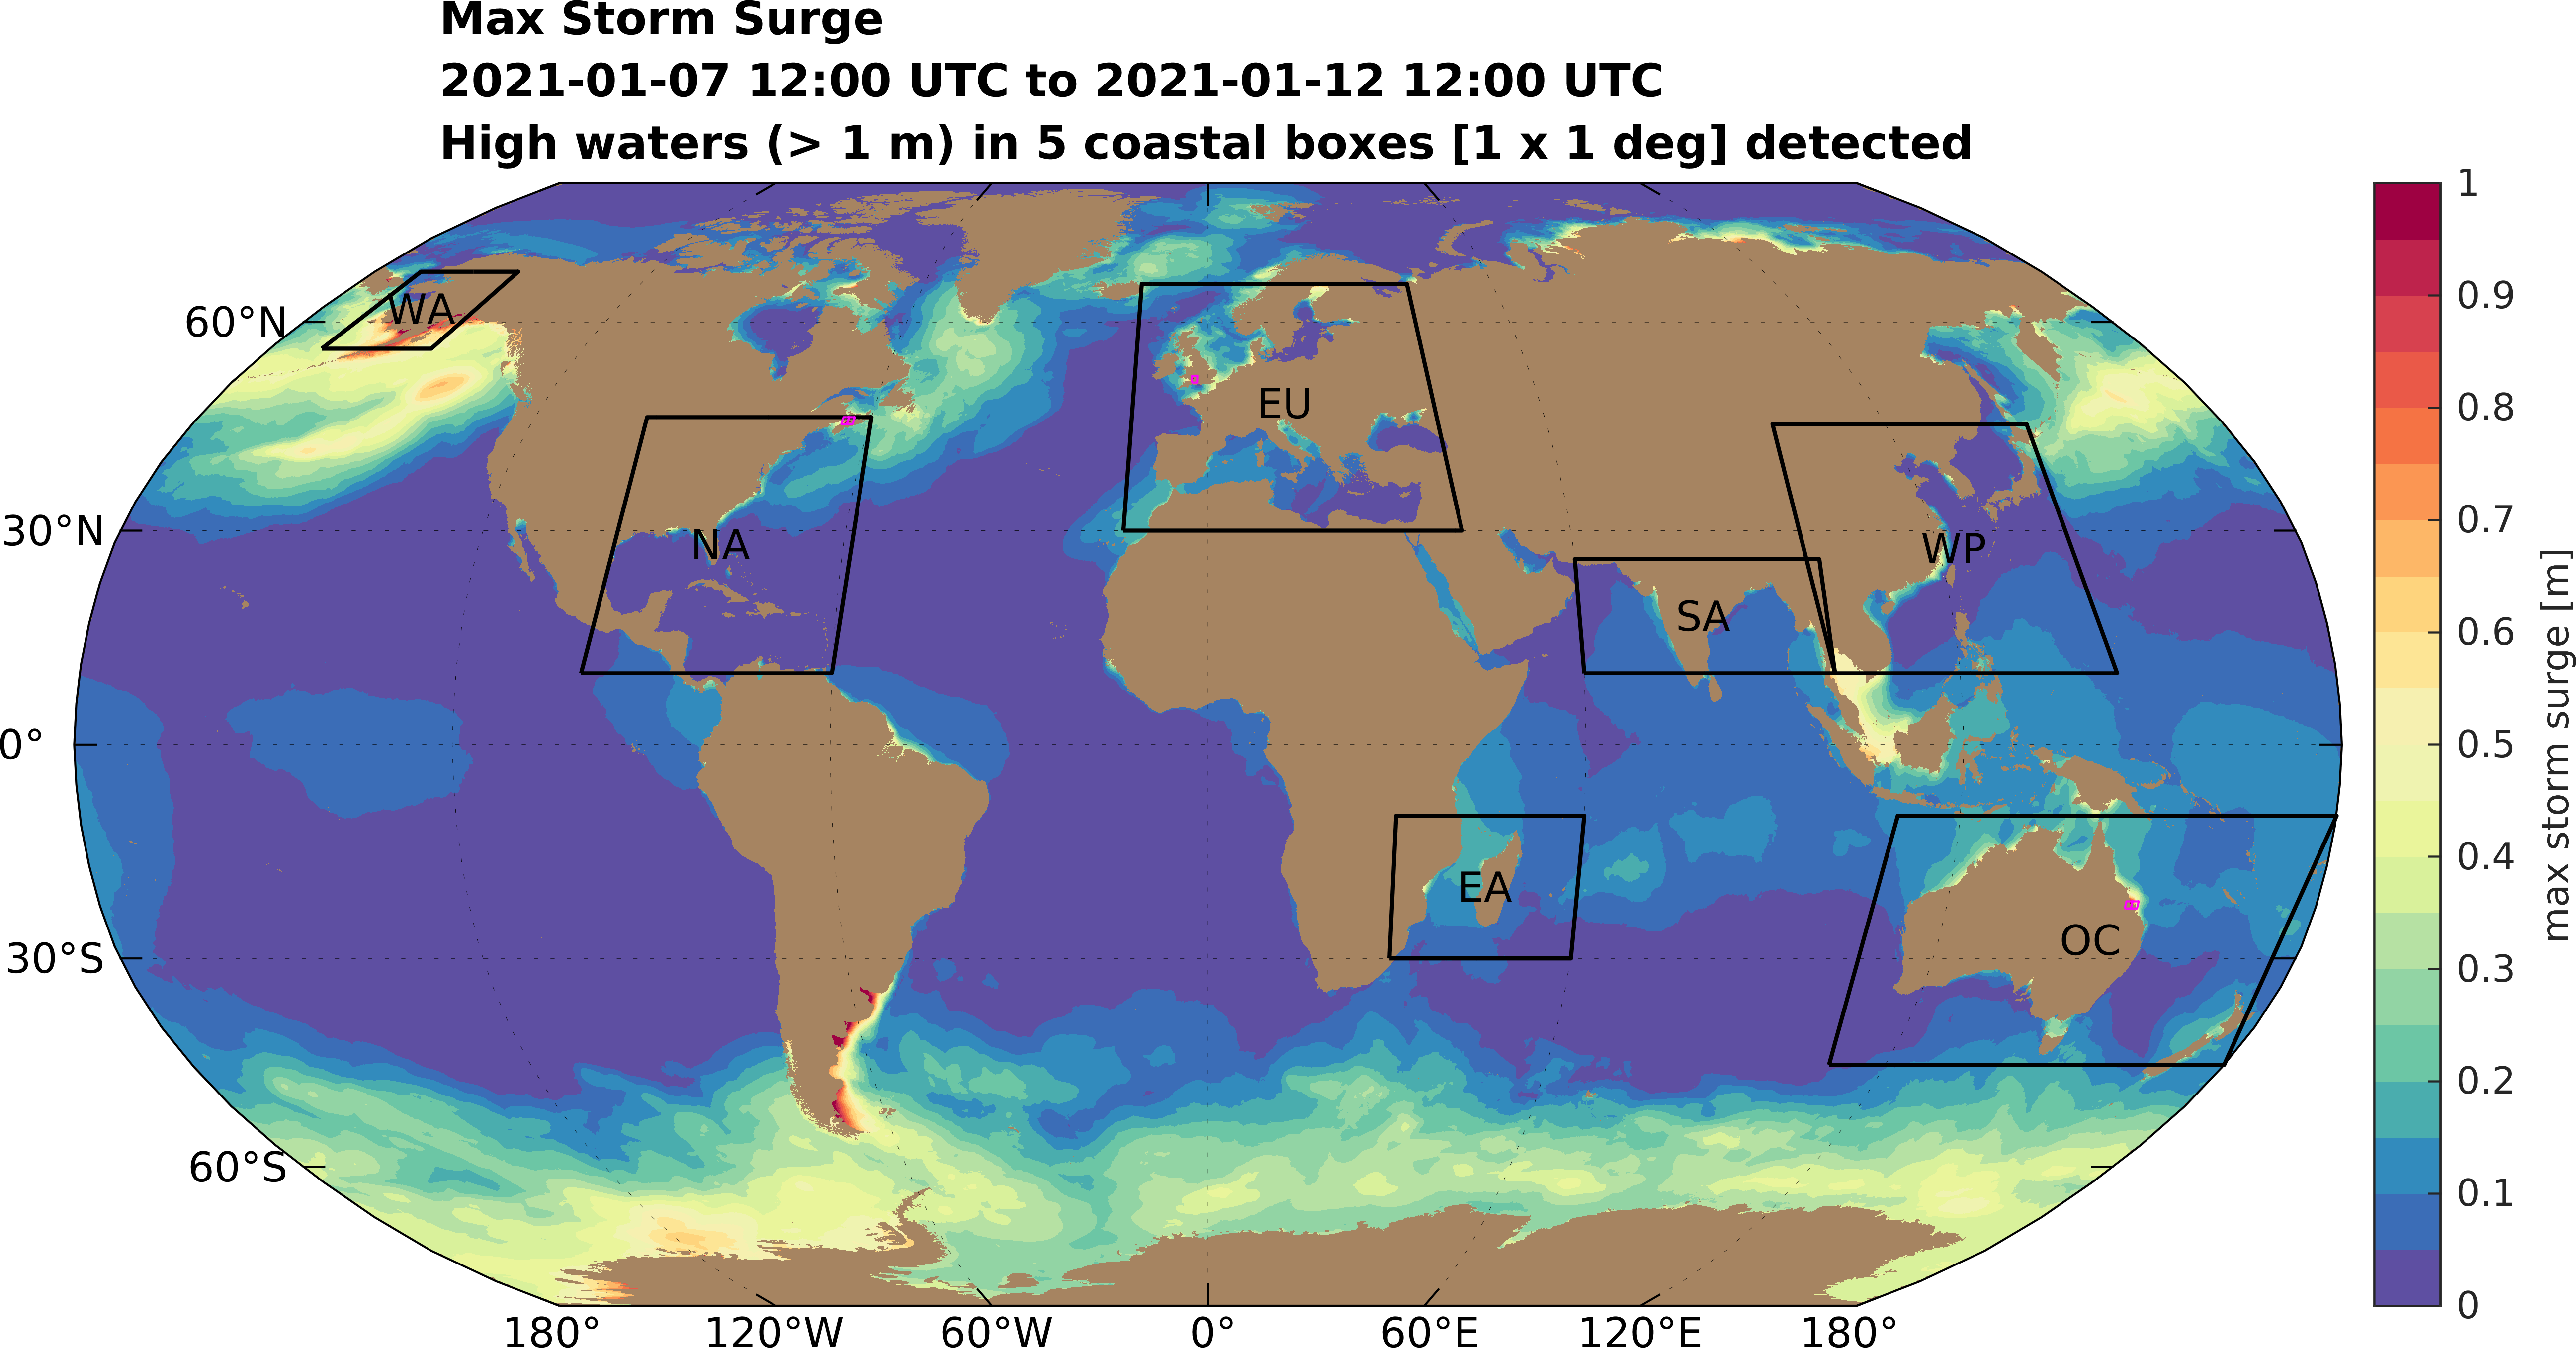 Max Storm Surge
2021-01-07 12:00 UTC to 2021-01-12 12:00 UTC
High waters (> 1 m) in 5 coastal boxes [1 x 1 deg] detected
60°N
30°N
0°
30°S
60°S
WA
NA
EU
SA
WP
EA
OC
180°
120°W
60°W
0°
60°E
120°E
180°
1
0.9
0.8
0.7
0.6
0.5
0.4
0.3
0.2
0.1
0
max storm surge [m]